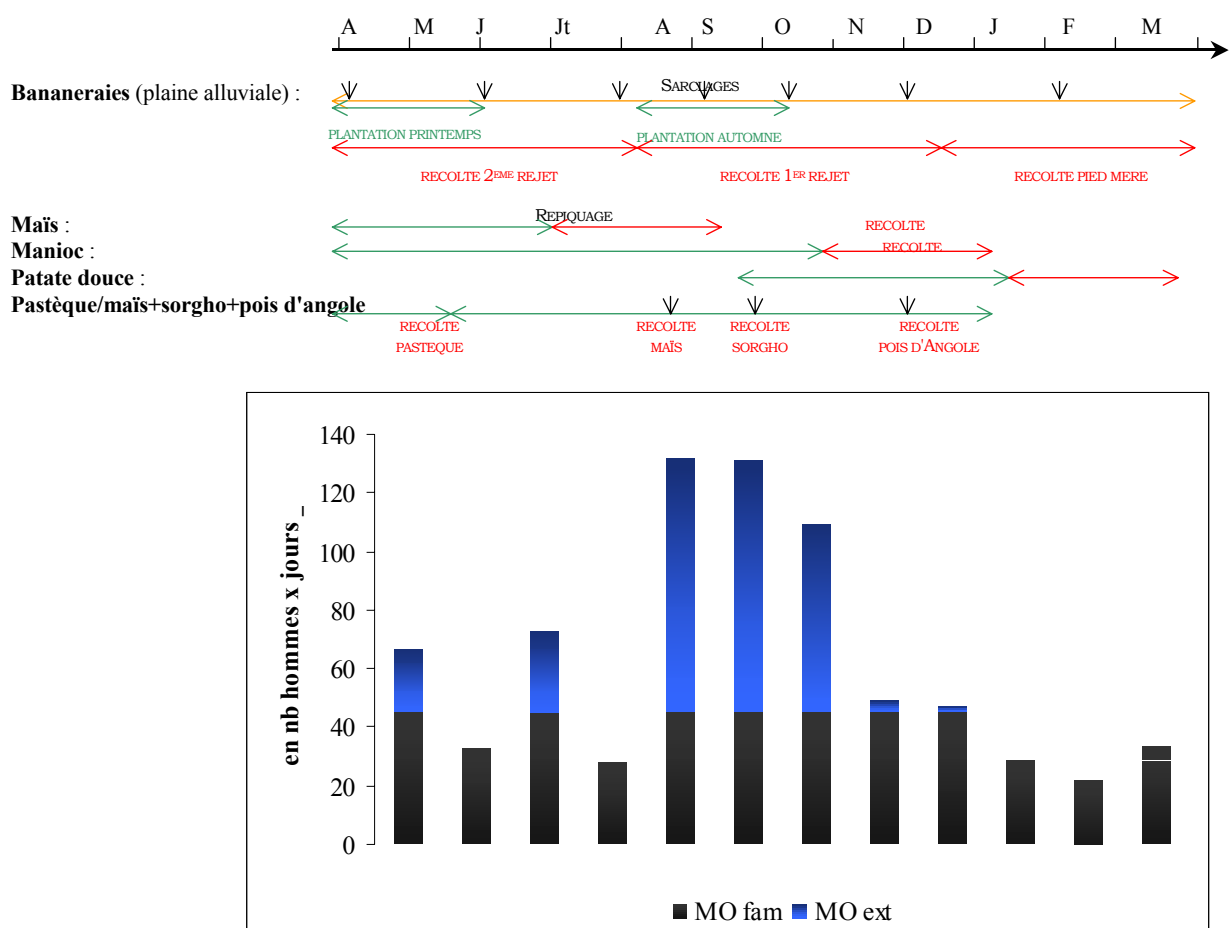 A M J Jt A S O N D J F M
Bananeraies (plaine alluviale) :
SARCLAGES
PLANTATION PRINTEMPS PLANTATION AUTOMNE
RECOLTE 2EME REJET RECOLTE 1ER REJET RECOLTE PIED MERE
Maïs : REPIQUAGE RECOLTE
Manioc : RECOLTE
Patate douce :
Pastèque/maïs+sorgho+pois d'angole
RECOLTE RECOLTE RECOLTE RECOLTE
PASTEQUE MAÏS SORGHO POIS D'ANGOLE
en nb hommes x jours _
140
120
100
80
60
40
20
0
MO fam MO ext